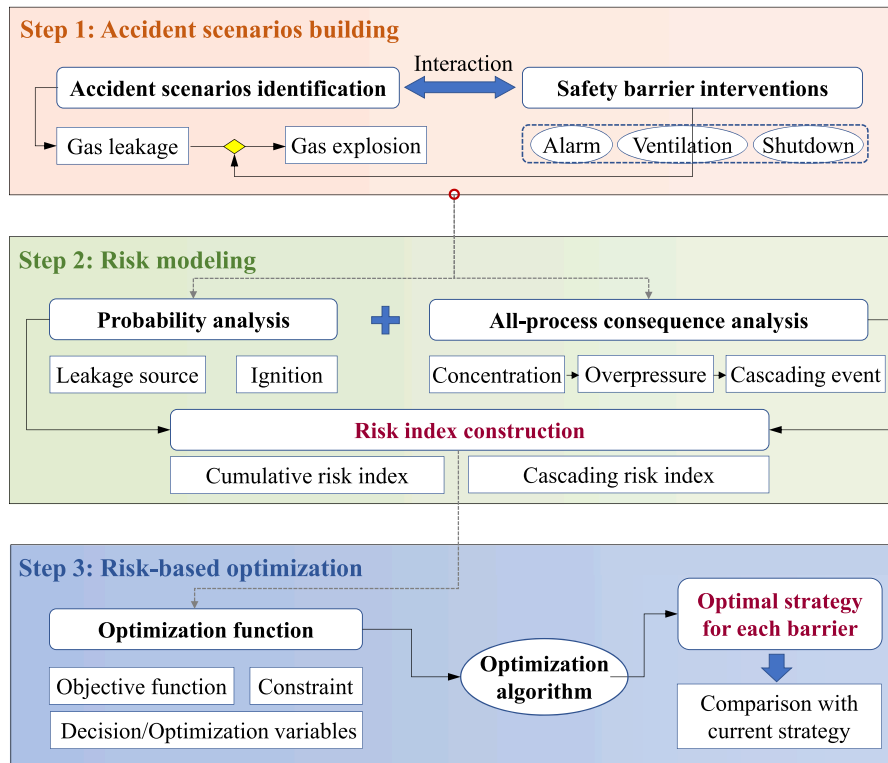 Step 1: Accident scenarios building
Interaction
Accident scenarios identification
Safety barrier interventions
Gas leakage
Gas explosion
Alarm
Ventilation
Shutdown
Step 2: Risk modeling
Probability analysis
All-process consequence analysis
Leakage source
Ignition
Concentration
Overpressure
Cascading event
Risk index construction
Cumulative risk index
Cascading risk index
Step 3: Risk-based optimization
Optimization function
Objective function
Constraint
Decision/Optimization variables
Optimization
algorithm
Optimal strategy
for each barrier
Comparison with
current strategy